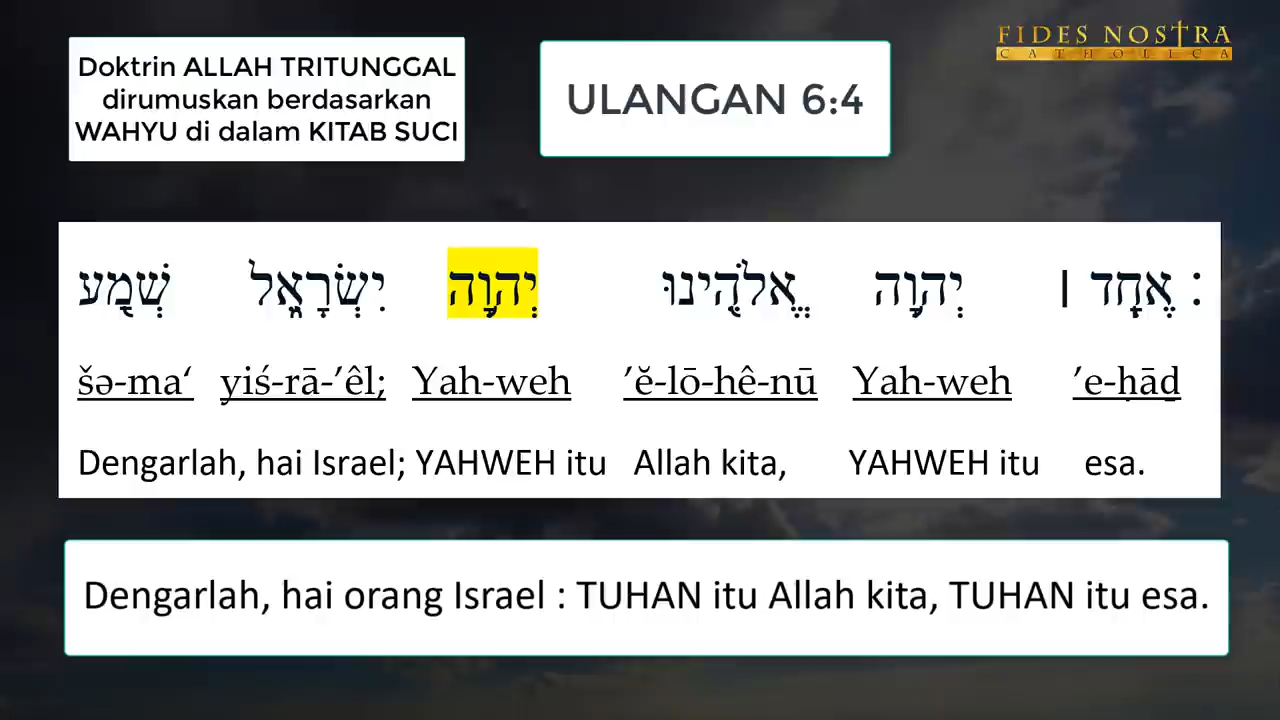 Doktrin ALLAH TRITUNGGAL
dirumuskan berdasarkan
WAHYU di dalam KITAB SUCI
ULANGAN 6:4
FIDES NOSTRA
CATHOLICA
שְׁמַ֖ע יִשְׂרָאֵ֑ל יְהוָ֥ה אֱלֹהֵ֖ינוּ יְהוָ֥ה ׀ אֶחָֽד :
šə-ma‘ yiś-rā-’êl; Yah-weh ’ĕ-lō-hê-nū Yah-weh ’e-ḥāḏ
Dengarlah, hai Israel; YAHWEH itu Allah kita, YAHWEH itu esa.
Dengarlah, hai orang Israel : TUHAN itu Allah kita, TUHAN itu esa.